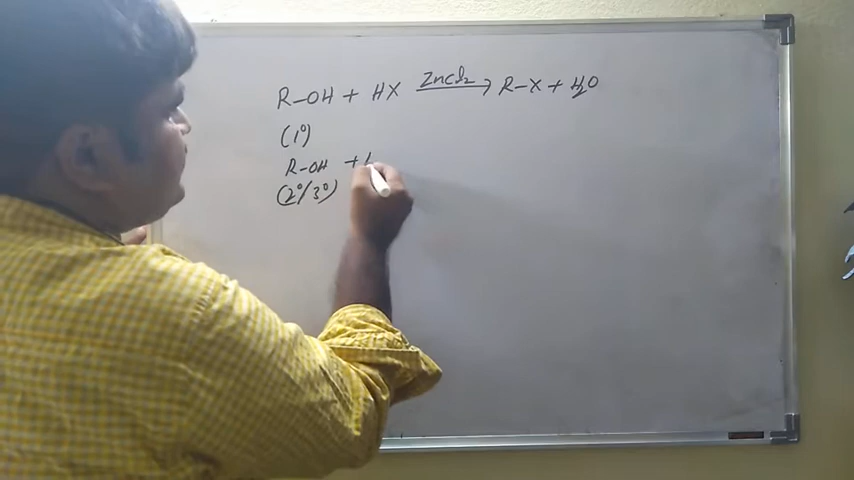 R-OH + HX ZnCl2→ R-X + H2O
(1°)
R-OH +
(2°/3°)